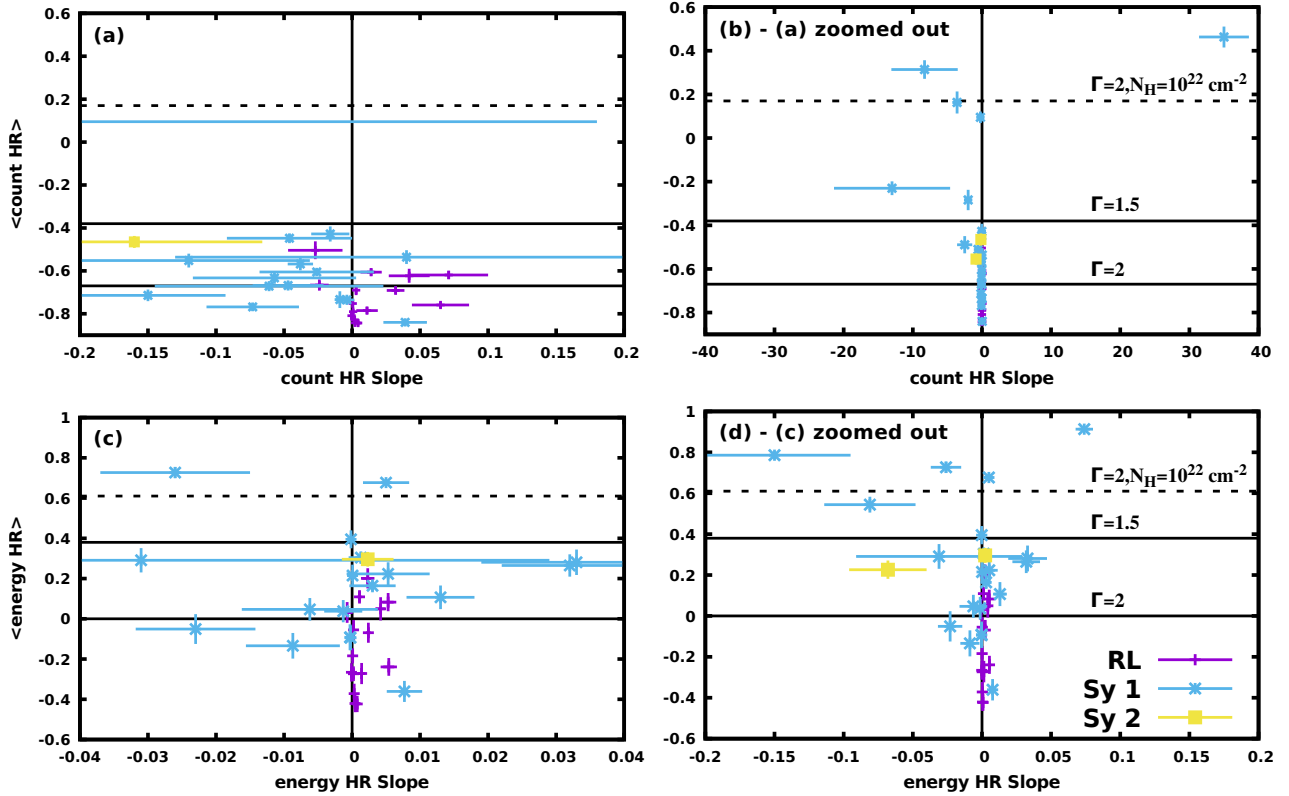 (a)
0.6
0.4
0.2
0
-0.2
-0.4
-0.6
-0.8
<count HR>
-0.2 -0.15 -0.1 -0.05 0 0.05 0.1 0.15 0.2
count HR Slope
(b) - (a) zoomed out
0.6
0.4
0.2
0
-0.2
-0.4
-0.6
-0.8
Γ=2,N_H=10^22 cm^-2
Γ=1.5
Γ=2
-40 -30 -20 -10 0 10 20 30 40
count HR Slope
(c)
1
0.8
0.6
0.4
0.2
0
-0.2
-0.4
-0.6
<energy HR>
-0.04 -0.03 -0.02 -0.01 0 0.01 0.02 0.03 0.04
energy HR Slope
(d) - (c) zoomed out
1
0.8
0.6
0.4
0.2
0
-0.2
-0.4
-0.6
Γ=2,N_H=10^22 cm^-2
Γ=1.5
Γ=2
RL
Sy 1
Sy 2
-0.2 -0.15 -0.1 -0.05 0 0.05 0.1 0.15 0.2
energy HR Slope